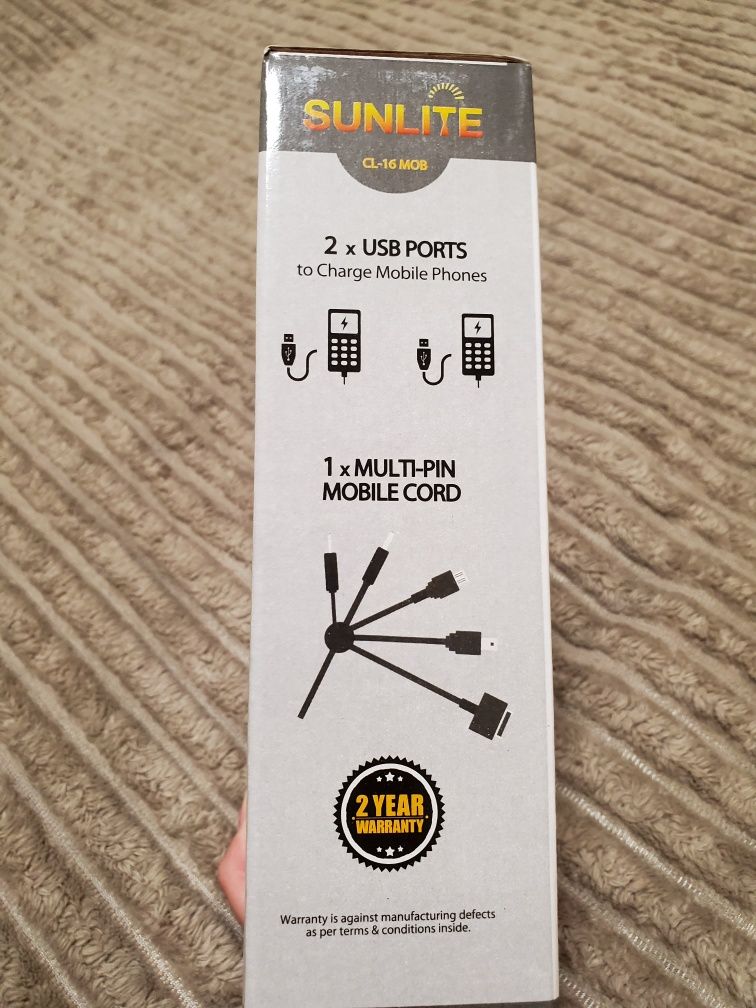 SUNLITE
CL-16 MOB
2 x USB PORTS
to Charge Mobile Phones
1 x MULTI-PIN
MOBILE CORD
2 YEAR
WARRANTY
Warranty is against manufacturing defects
as per terms & conditions inside.